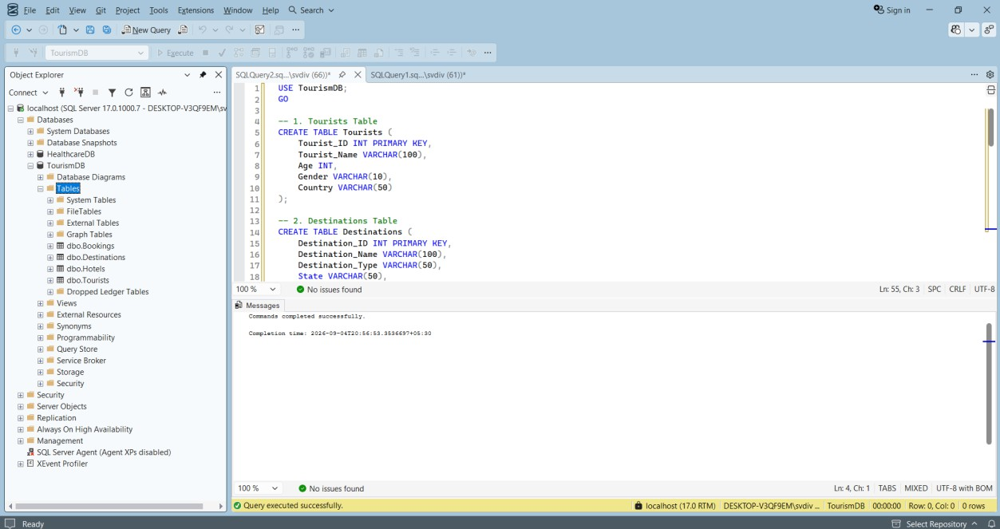 File Edit View Git Project Tools Extensions Window Help Search Sign in
New Query
TourismDB Execute
Object Explorer
Connect
localhost (SQL Server 17.0.1000.7 - DESKTOP-V3QF9EM\sv
Databases
System Databases
Database Snapshots
HealthcareDB
TourismDB
Database Diagrams
Tables
System Tables
FileTables
External Tables
Graph Tables
dbo.Bookings
dbo.Destinations
dbo.Hotels
dbo.Tourists
Dropped Ledger Tables
Views
External Resources
Synonyms
Programmability
Query Store
Service Broker
Storage
Security
Security
Server Objects
Replication
Always On High Availability
Management
SQL Server Agent (Agent XPs disabled)
XEvent Profiler
SQLQuery2.sq...\svdiv (66))* SQLQuery1.sq...\svdiv (61))*
1 USE TourismDB;
2 GO
3
4 -- 1. Tourists Table
5 CREATE TABLE Tourists (
6 Tourist_ID INT PRIMARY KEY,
7 Tourist_Name VARCHAR(100),
8 Age INT,
9 Gender VARCHAR(10),
10 Country VARCHAR(50)
11 );
12
13 -- 2. Destinations Table
14 CREATE TABLE Destinations (
15 Destination_ID INT PRIMARY KEY,
16 Destination_Name VARCHAR(100),
17 Destination_Type VARCHAR(50),
18 State VARCHAR(50),
100 % No issues found Ln: 55, Ch: 3 SPC CRLF UTF-8
Messages
Commands completed successfully.
Completion time: 2026-09-04T20:56:53.3536697+05:30
100 % No issues found Ln: 4, Ch: 1 TABS MIXED UTF-8 with BOM
Query executed successfully. localhost (17.0 RTM) DESKTOP-V3QF9EM\svdiv ... TourismDB 00:00:00 Row: 0, Col: 0 0 rows
Ready Select Repository